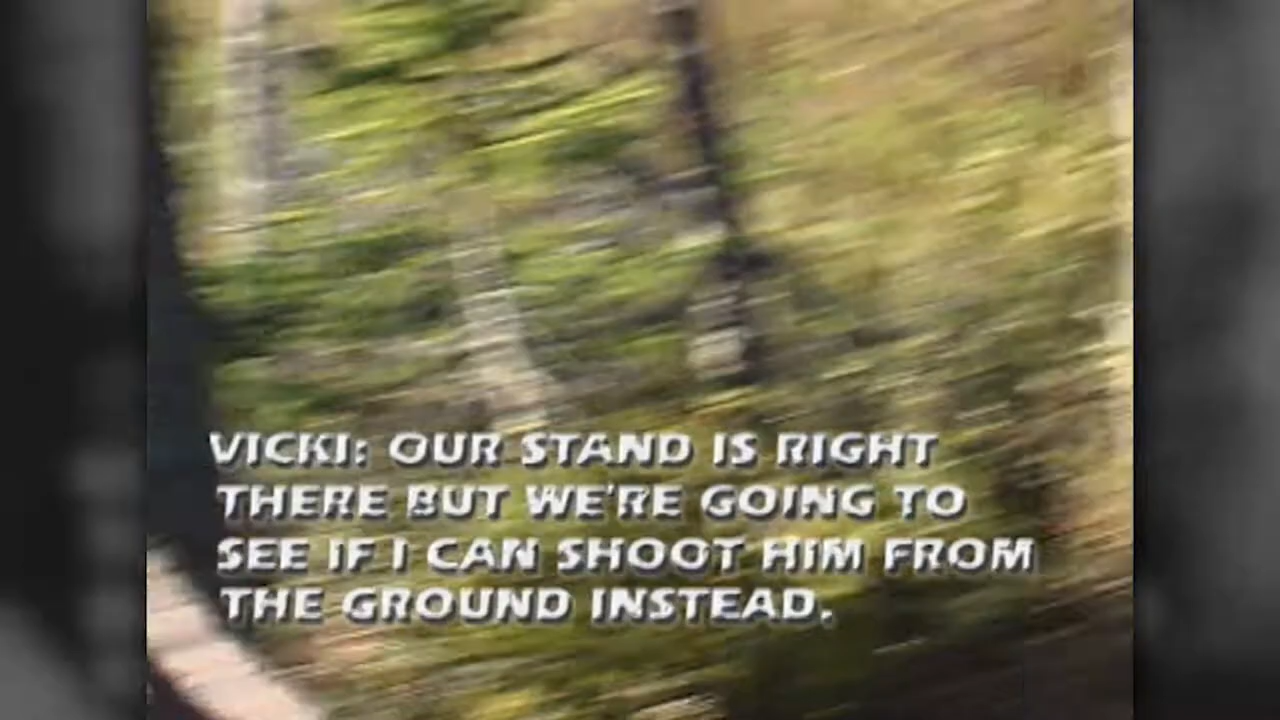 VICKI: OUR STAND IS RIGHT
THERE BUT WE'RE GOING TO
SEE IF I CAN SHOOT HIM FROM
THE GROUND INSTEAD.